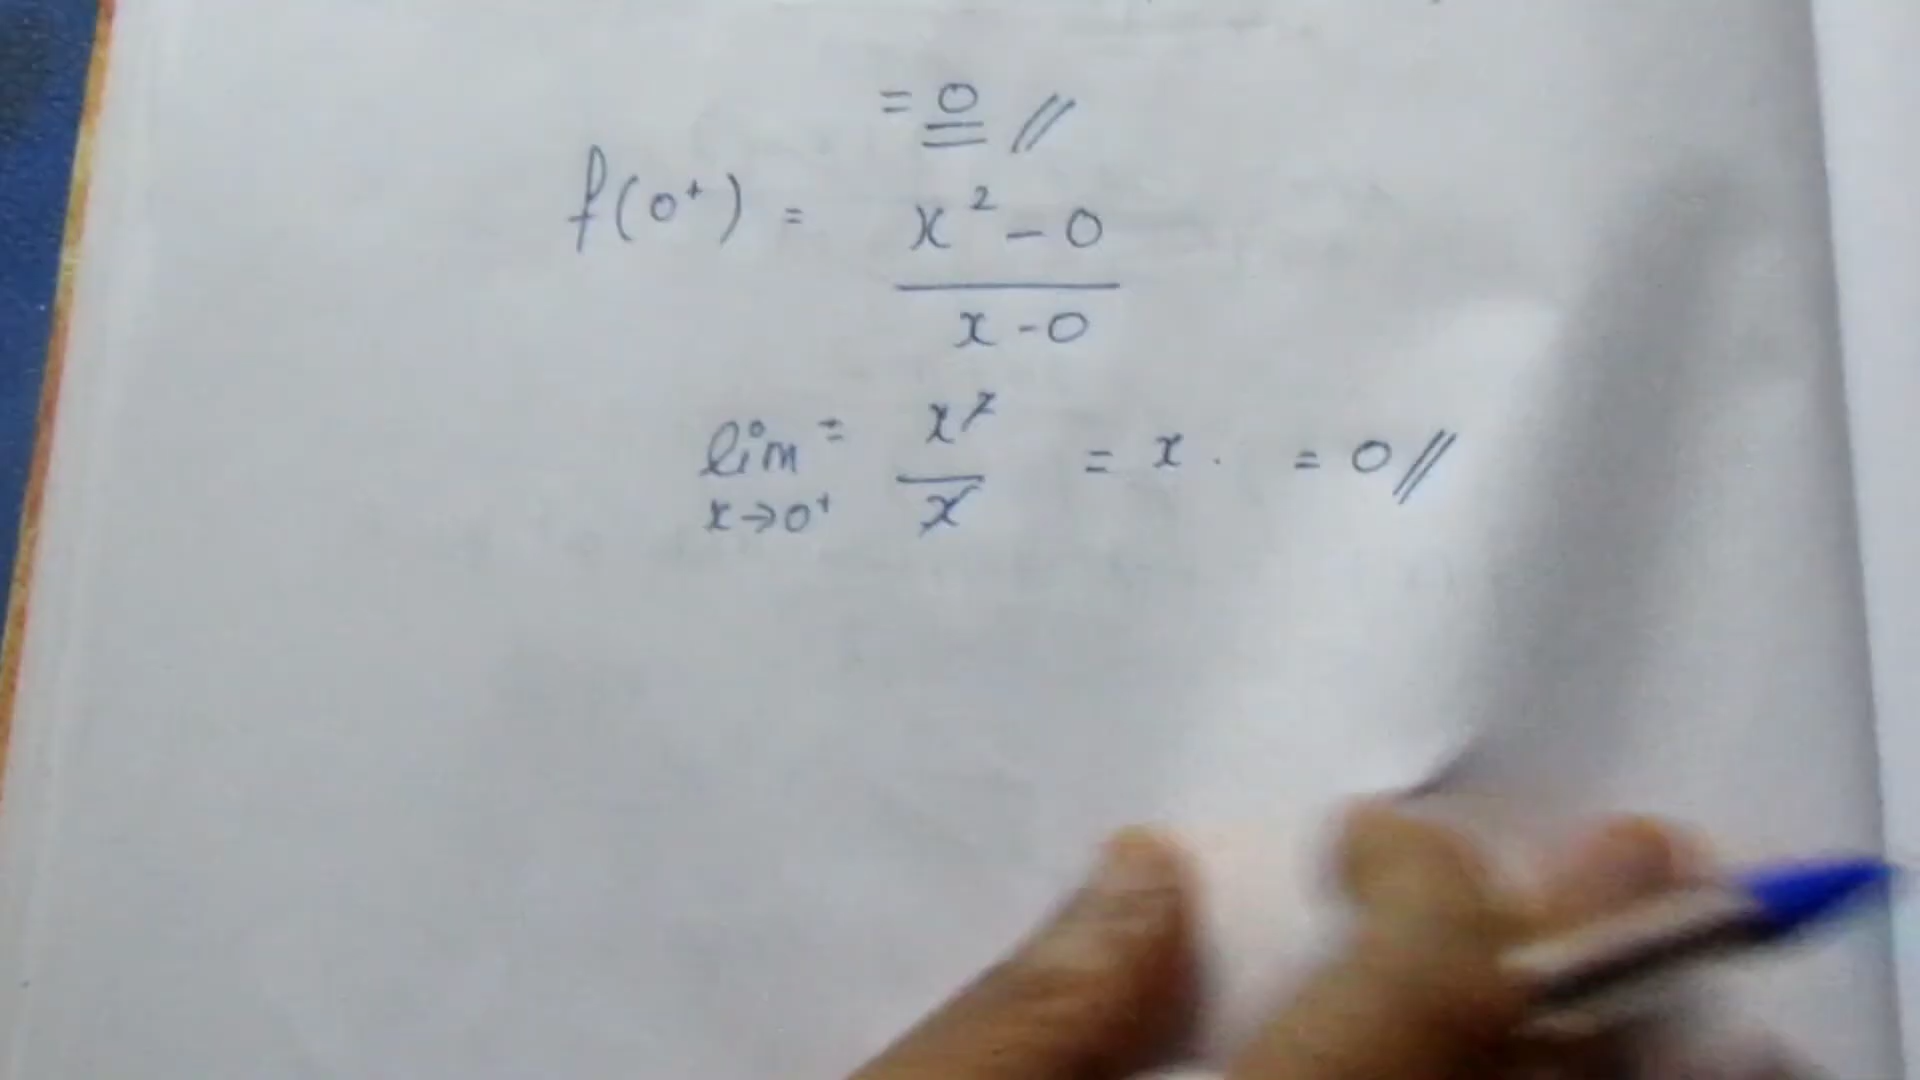 = 0 //
f(0⁺) = x² - 0
x - 0
lim = x² = x . = 0 //
x→0⁺ x